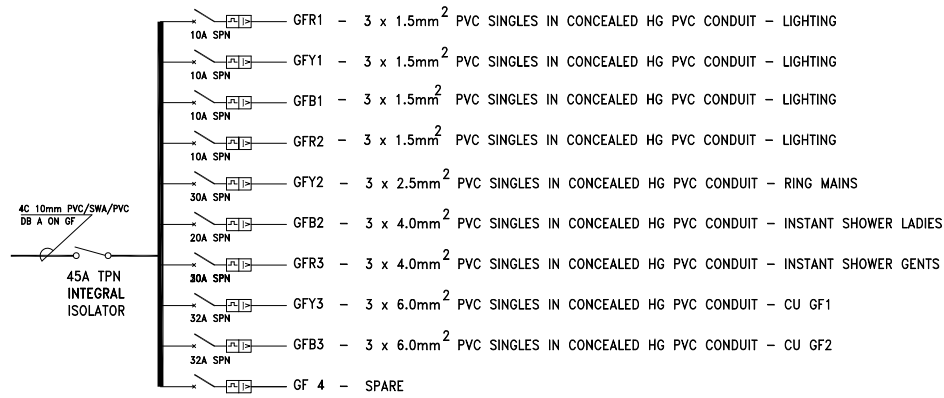 GFR1 - 3 x 1.5mm² PVC SINGLES IN CONCEALED HG PVC CONDUIT - LIGHTING
10A SPN
GFY1 - 3 x 1.5mm² PVC SINGLES IN CONCEALED HG PVC CONDUIT - LIGHTING
10A SPN
GFB1 - 3 x 1.5mm² PVC SINGLES IN CONCEALED HG PVC CONDUIT - LIGHTING
10A SPN
GFR2 - 3 x 1.5mm² PVC SINGLES IN CONCEALED HG PVC CONDUIT - LIGHTING
10A SPN
GFY2 - 3 x 2.5mm² PVC SINGLES IN CONCEALED HG PVC CONDUIT - RING MAINS
30A SPN
4C 10mm PVC/SWA/PVC
DB A ON GF
GFB2 - 3 x 4.0mm² PVC SINGLES IN CONCEALED HG PVC CONDUIT - INSTANT SHOWER LADIES
20A SPN
45A TPN
INTEGRAL
ISOLATOR
GFR3 - 3 x 4.0mm² PVC SINGLES IN CONCEALED HG PVC CONDUIT - INSTANT SHOWER GENTS
SPN
GFY3 - 3 x 6.0mm² PVC SINGLES IN CONCEALED HG PVC CONDUIT - CU GF1
32A SPN
GFB3 - 3 x 6.0mm² PVC SINGLES IN CONCEALED HG PVC CONDUIT - CU GF2
32A SPN
GF 4 - SPARE